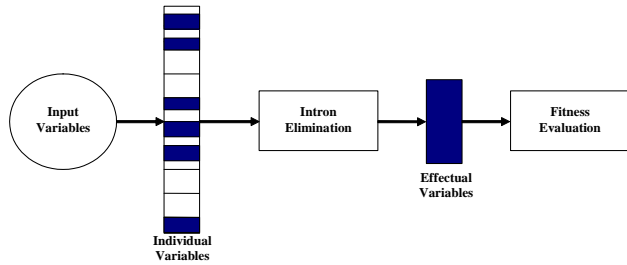 Input
Variables
Individual
Variables
Intron
Elimination
Effectual
Variables
Fitness
Evaluation